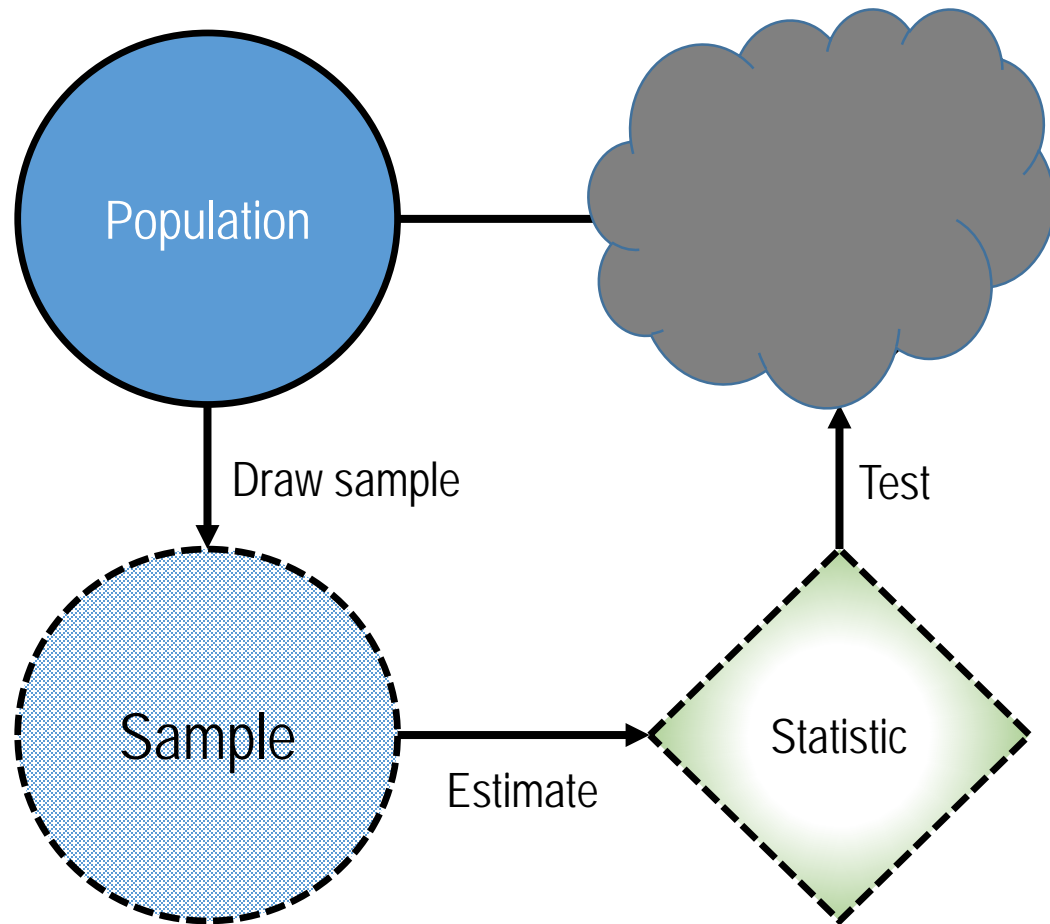 Population
Draw sample
Test
Sample
Statistic
Estimate